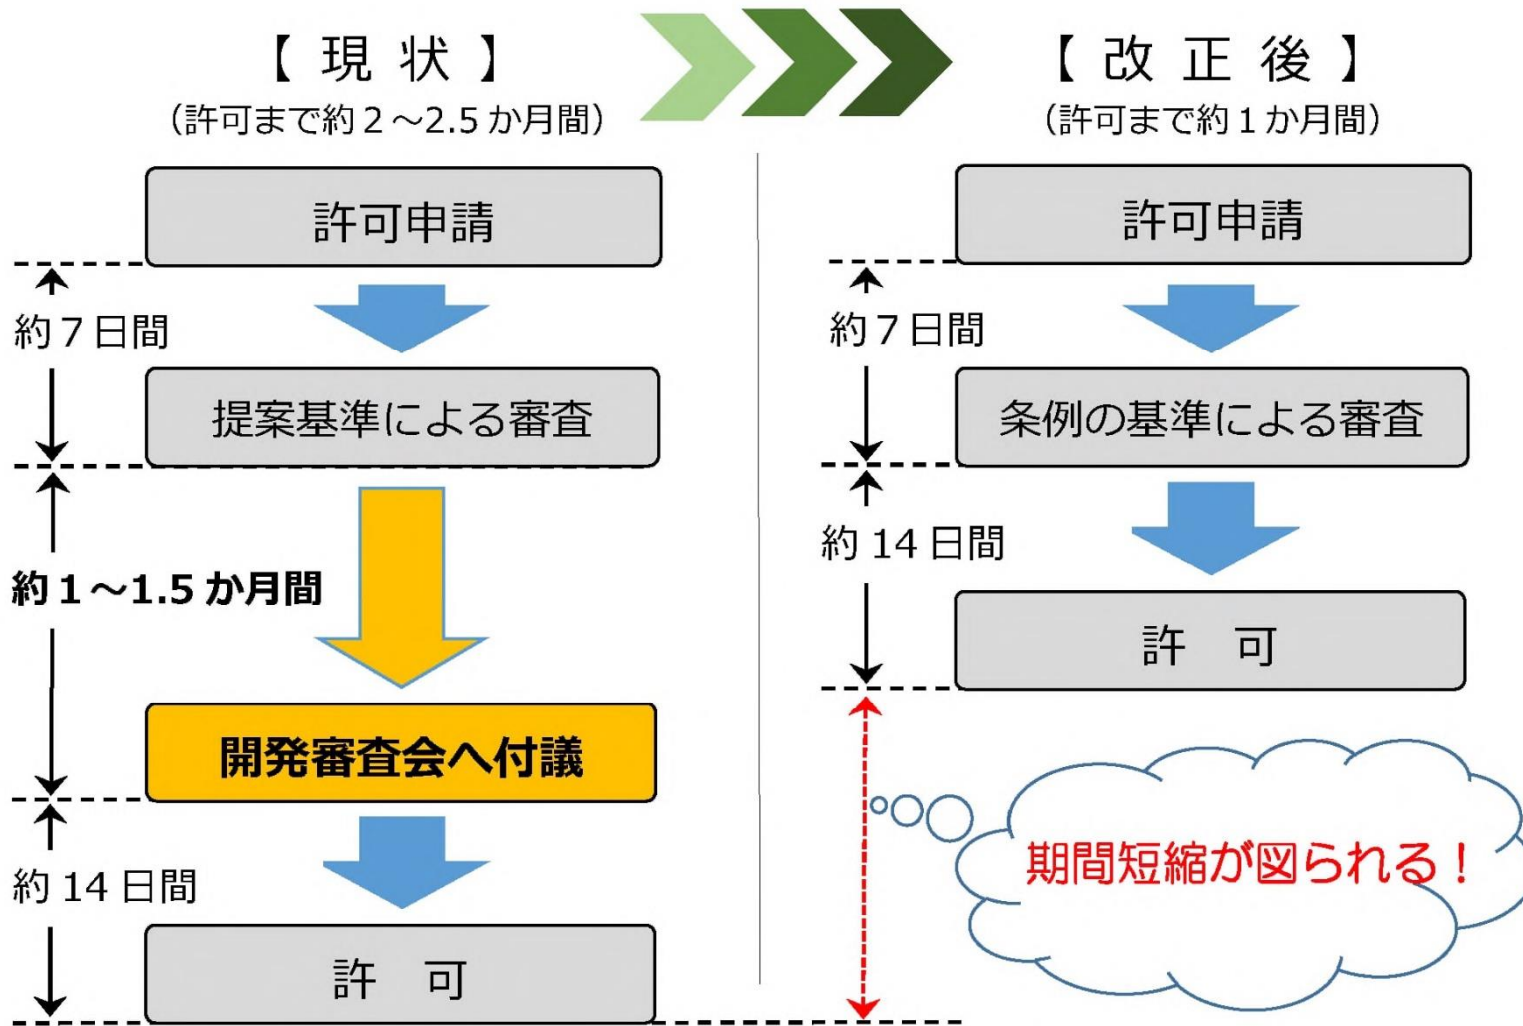 【 現 状 】
（許可まで約２～2.5 か月間）
許可申請
約７日間
提案基準による審査
約１～1.5 か月間
開発審査会へ付議
約 14 日間
許　可
【 改 正 後 】
（許可まで約１か月間）
許可申請
約７日間
条例の基準による審査
約 14 日間
許　可
期間短縮が図られる！